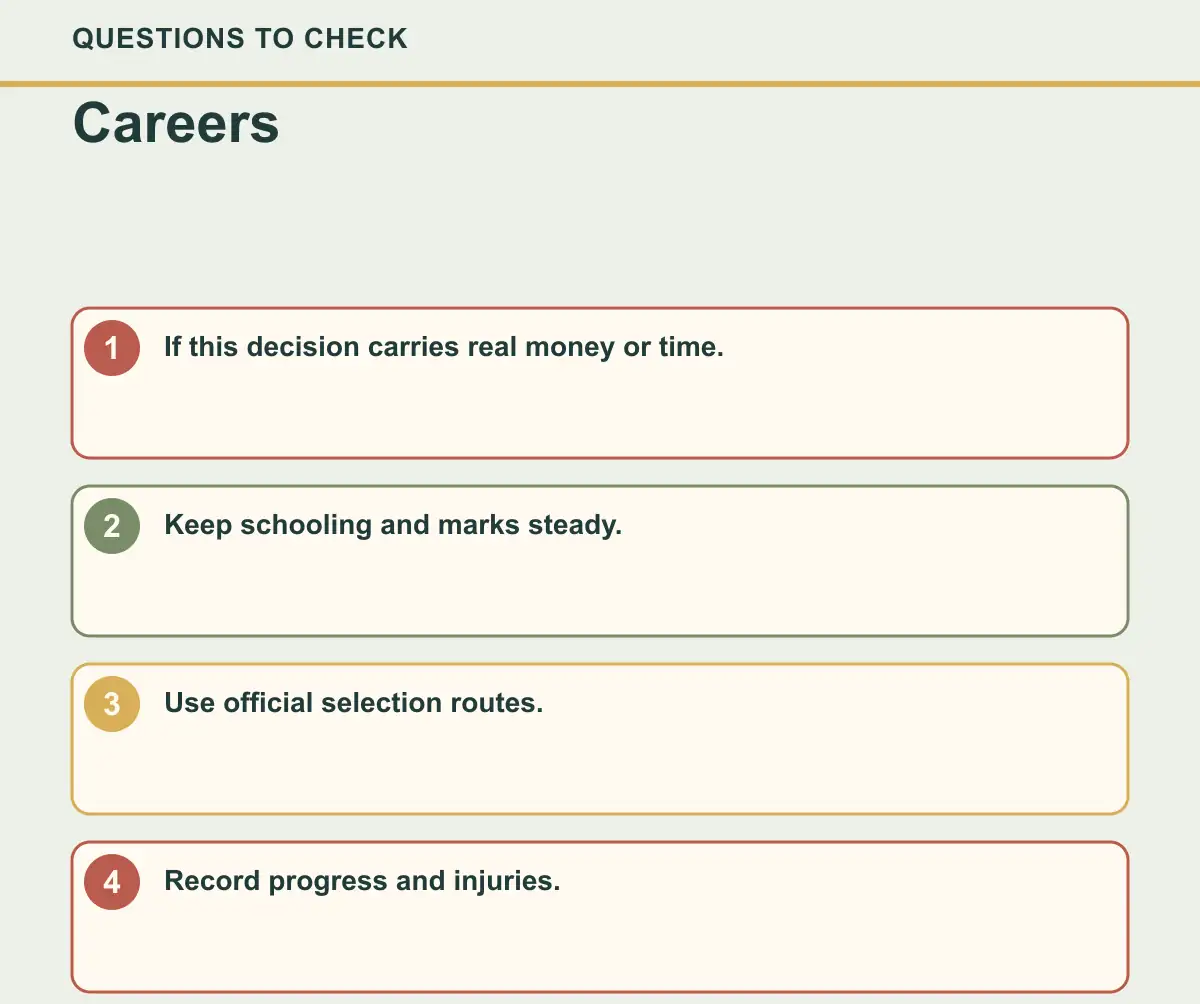 QUESTIONS TO CHECK
Careers
1 If this decision carries real money or time.
2 Keep schooling and marks steady.
3 Use official selection routes.
4 Record progress and injuries.